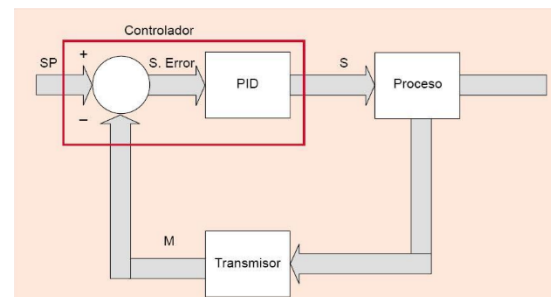 Controlador
SP
+
S. Error
PID
S
Proceso
–
M
Transmisor